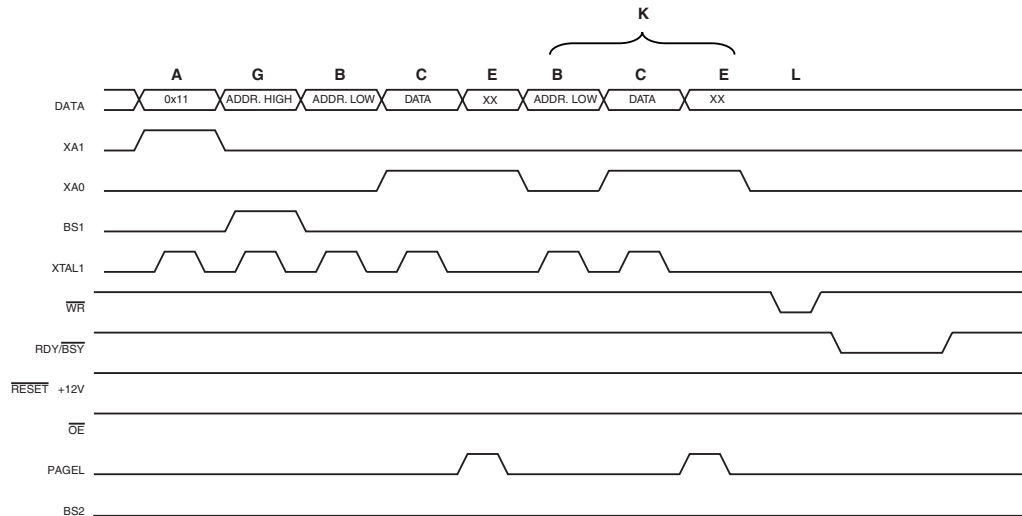 K
A G B C E B C E L
DATA 0x11 ADDR. HIGH ADDR. LOW DATA XX ADDR. LOW DATA XX
XA1
XA0
BS1
XTAL1
WR
RDY/BSY
RESET +12V
OE
PAGEL
BS2